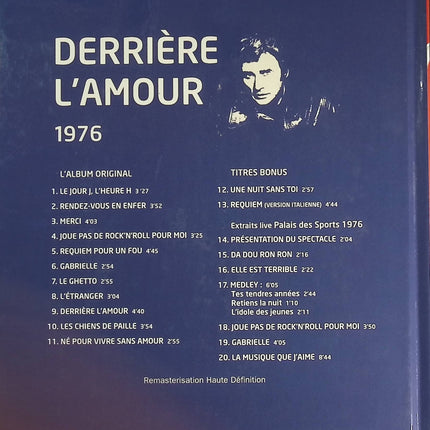 DERRIÈRE
L'AMOUR
1976
L'ALBUM ORIGINAL
1. LE JOUR J, L'HEURE H 3 '27
2. RENDEZ-VOUS EN ENFER 3'52
3. MERCI 4'03
4. JOUE PAS DE ROCK'N'ROLL POUR MOI 3'25
5. REQUIEM POUR UN FOU 4'45
6. GABRIELLE 2'54
7. LE GHETTO 2'55
8. L'ÉTRANGER 3'04
9. DERRIÈRE L'AMOUR 4'40
10. LES CHIENS DE PAILLE 3'54
11. NÉ POUR VIVRE SANS AMOUR 2'55
TITRES BONUS
12. UNE NUIT SANS TOI 2'57
13. REQUIEM (VERSION ITALIENNE) 4'44
Extraits live Palais des Sports 1976
14. PRÉSENTATION DU SPECTACLE 2'04
15. DA DOU RON RON 2'16
16. ELLE EST TERRIBLE 2'22
17. MEDLEY : 6'05
Tes tendres années 2'44
Retiens la nuit 1'10
L'idole des jeunes 2'11
18. JOUE PAS DE ROCK'N'ROLL POUR MOI 3'50
19. GABRIELLE 4'05
20. LA MUSIQUE QUE J'AIME 8'44
Remasterisation Haute Définition